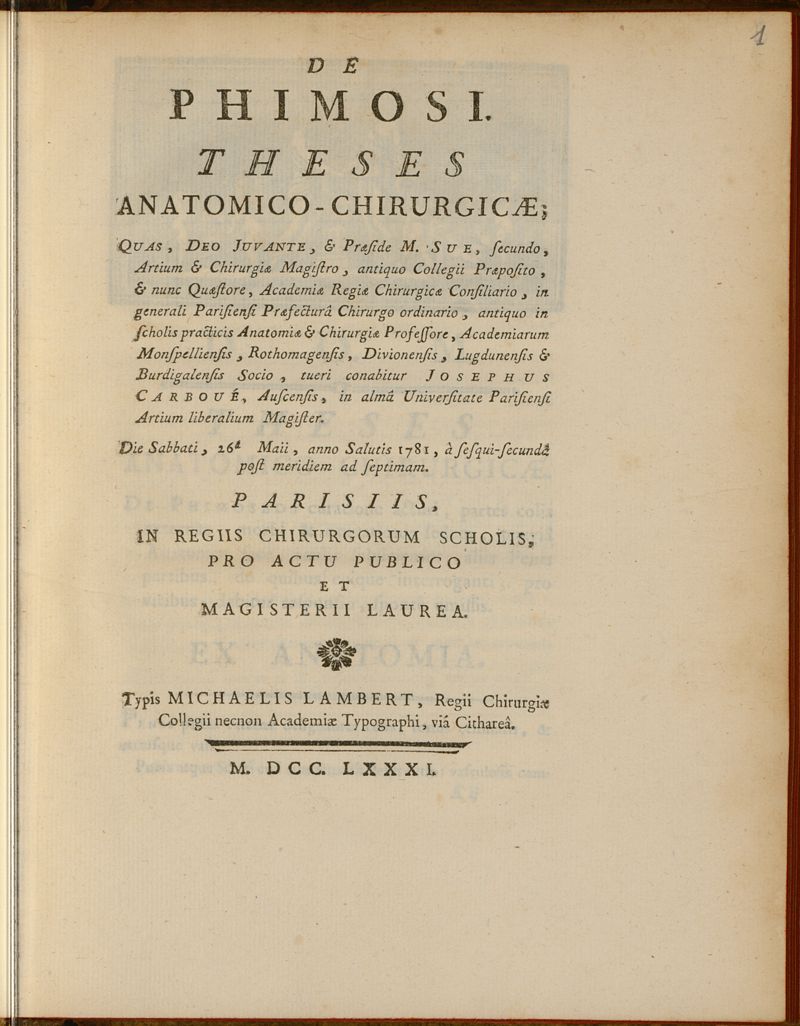 1
DE
PHIMOSI.
THESES
ANATOMICO-CHIRURGICÆ;
QUAS, DEO JUVANTE, & Præſide M. SUE, ſecundo,
Artium & Chirurgiæ Magiſtro, antiquo Collegii Præpoſito,
& nunc Quæſtore, Academiæ Regiæ Chirurgicæ Conſiliario, in
generali Pariſienſi Præfecturâ Chirurgo ordinario, antiquo in
ſcholis practicis Anatomiæ & Chirurgiæ Profeſſore, Academiarum
Monſpellienſis, Rothomagenſis, Divionenſis, Lugdunenſis &
Burdigalenſis Socio, tueri conabitur JOSEPHUS
CARBOUÉ, Auſcenſis, in almâ Univerſitate Pariſienſi
Artium liberalium Magiſter.
Die Sabbati, 26â Maii, anno Salutis 1781, à ſeſqui-ſecundâ
poſt meridiem ad ſeptimam.
PARISIIS,
IN REGIIS CHIRURGORUM SCHOLIS,
PRO ACTU PUBLICO
ET
MAGISTERII LAUREA.
Typis MICHAELIS LAMBERT, Regii Chirurgiæ
Collegii necnon Academiæ Typographi, viâ Cithareâ.
M. DCC. LXXXI.